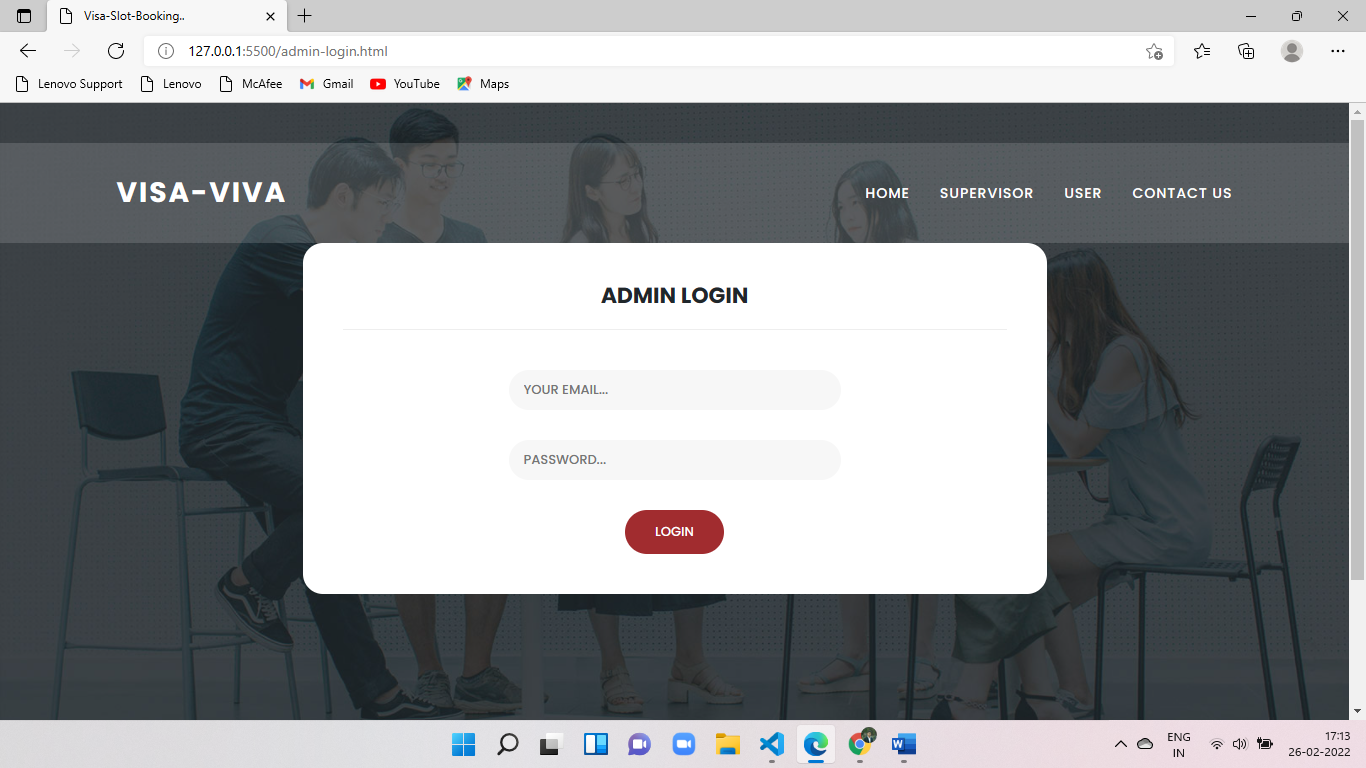 Visa-Slot-Booking..
127.0.0.1:5500/admin-login.html
Lenovo Support Lenovo McAfee Gmail YouTube Maps
VISA-VIVA HOME SUPERVISOR USER CONTACT US
ADMIN LOGIN
YOUR EMAIL...
PASSWORD...
LOGIN
ENG 17:13
IN 26-02-2022